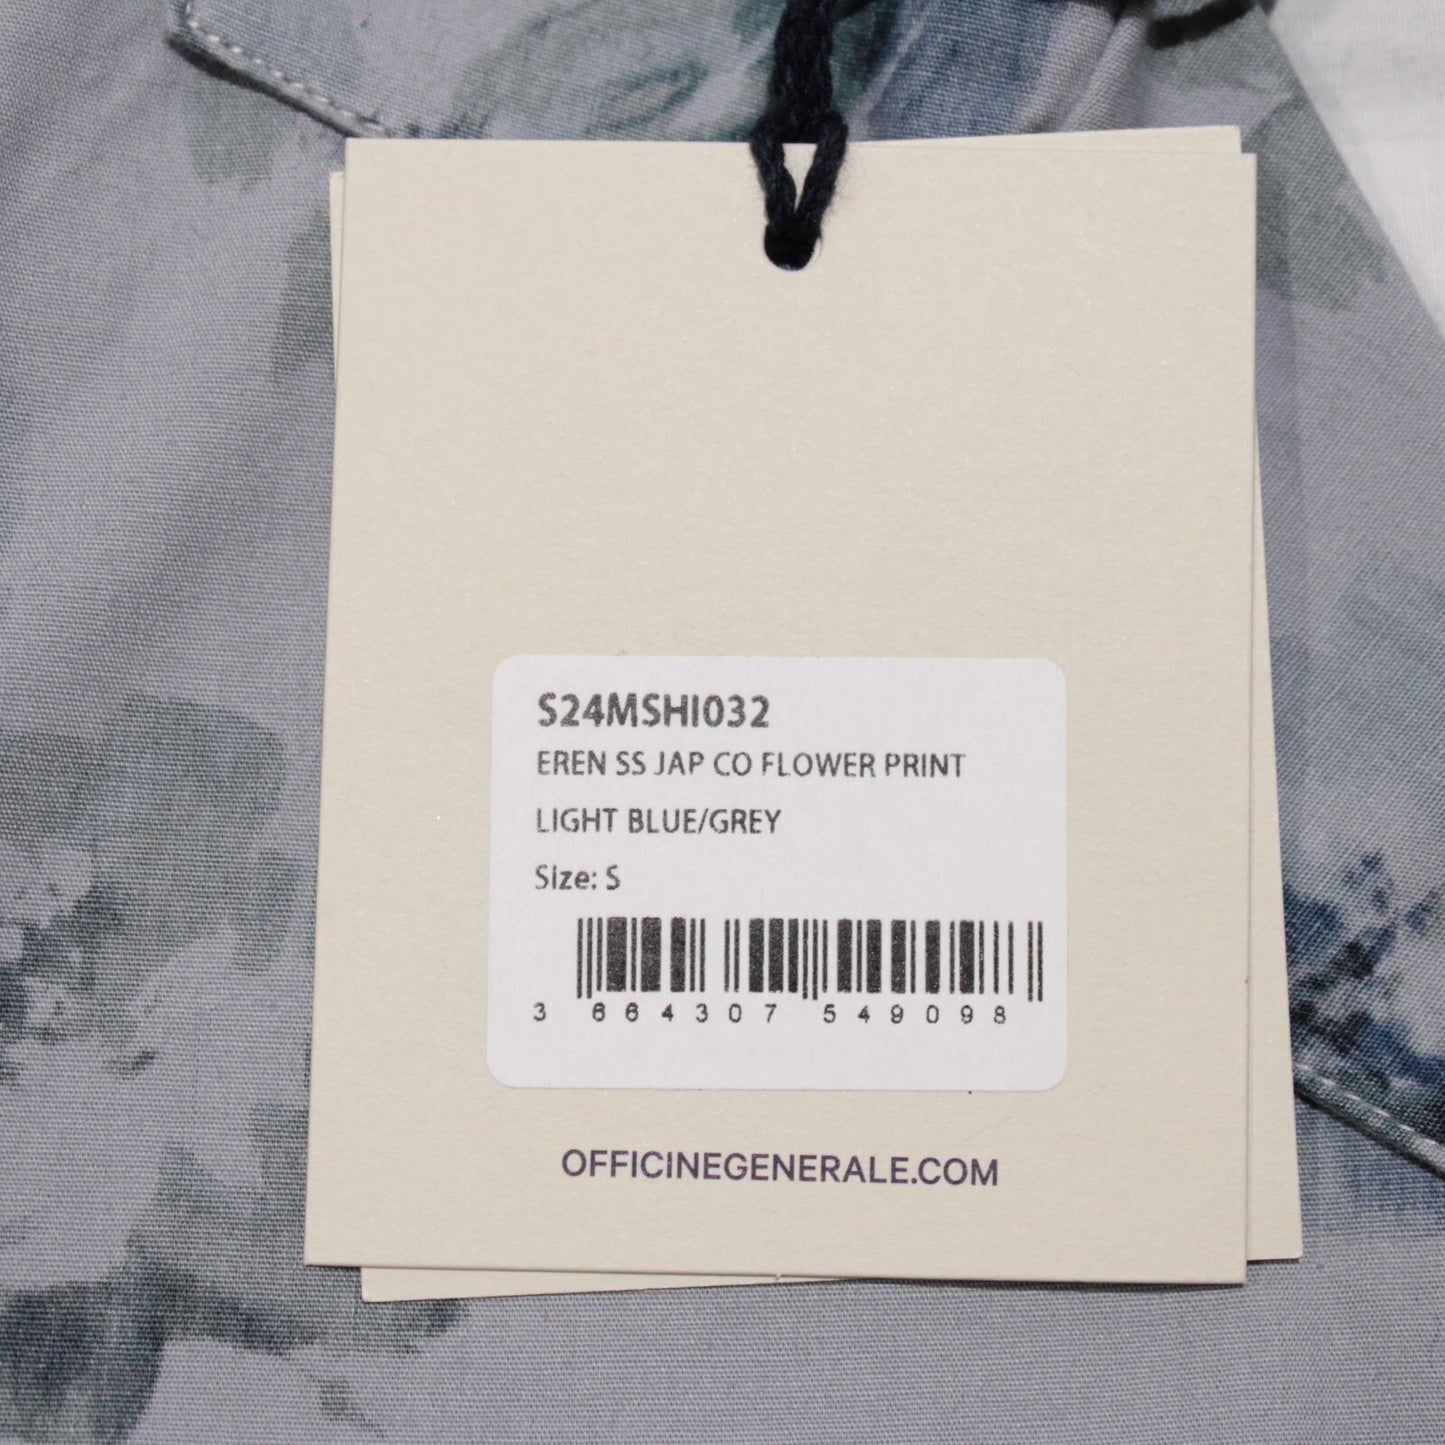 S24MSHI032
EREN SS JAP CO FLOWER PRINT
LIGHT BLUE/GREY
Size: S
3 664307 549098
OFFICINEGENERALE.COM